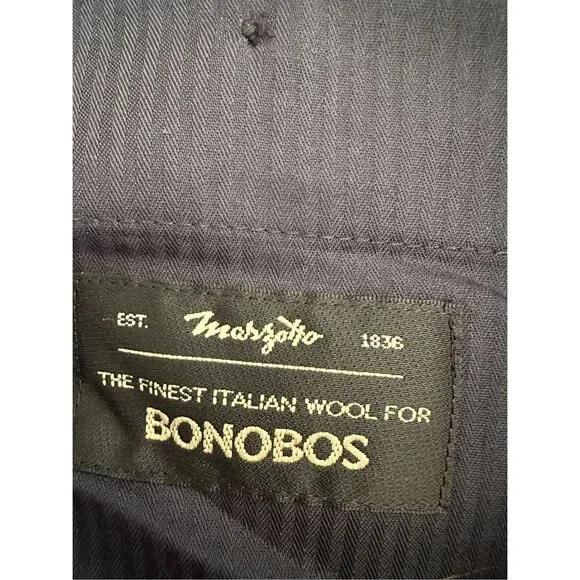 EST. Marzotto 1836
THE FINEST ITALIAN WOOL FOR
BONOBOS